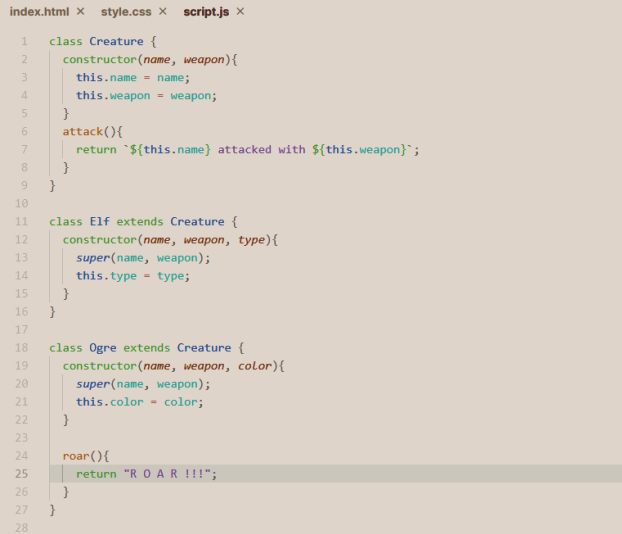 index.html × style.css × script.js ×
1 class Creature {
2 constructor(name, weapon){
3 this.name = name;
4 this.weapon = weapon;
5 }
6 attack(){
7 return `${this.name} attacked with ${this.weapon}`;
8 }
9 }
10
11 class Elf extends Creature {
12 constructor(name, weapon, type){
13 super(name, weapon);
14 this.type = type;
15 }
16 }
17
18 class Ogre extends Creature {
19 constructor(name, weapon, color){
20 super(name, weapon);
21 this.color = color;
22 }
23
24 roar(){
25 return "R O A R !!!";
26 }
27 }
28